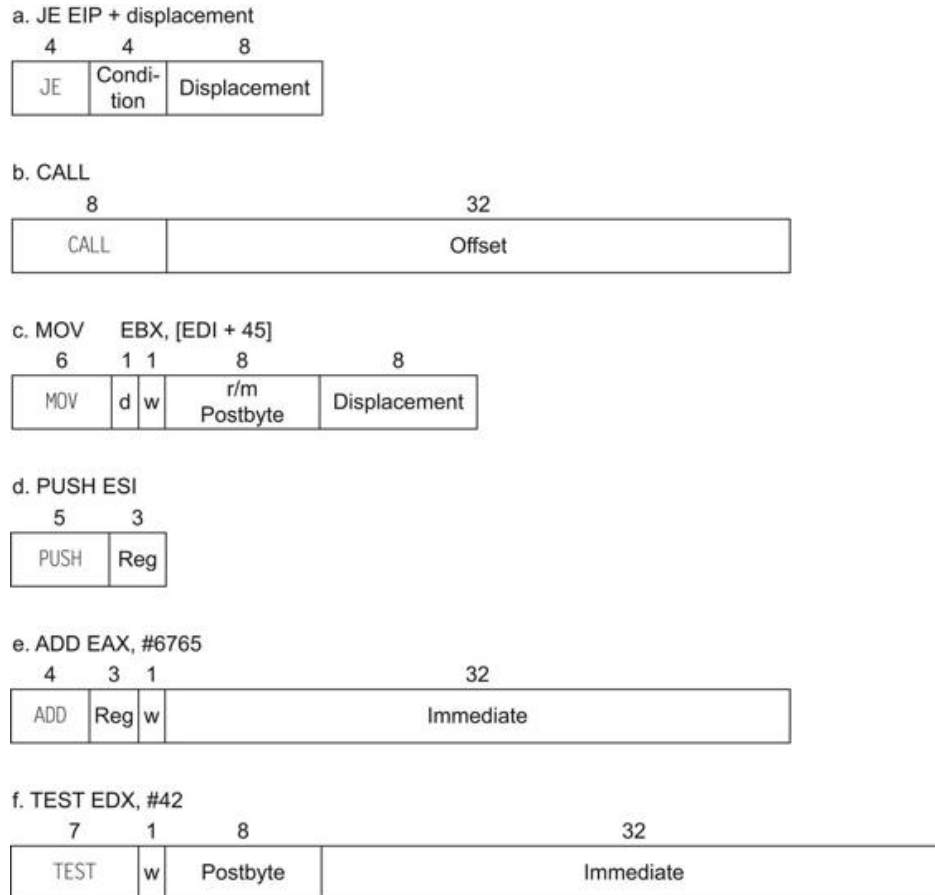 a. JE EIP + displacement
4 4 8
JE Condi-tion Displacement
b. CALL
8 32
CALL Offset
c. MOV EBX, [EDI + 45]
6 1 1 8 8
MOV d w r/m Postbyte Displacement
d. PUSH ESI
5 3
PUSH Reg
e. ADD EAX, #6765
4 3 1 32
ADD Reg w Immediate
f. TEST EDX, #42
7 1 8 32
TEST w Postbyte Immediate